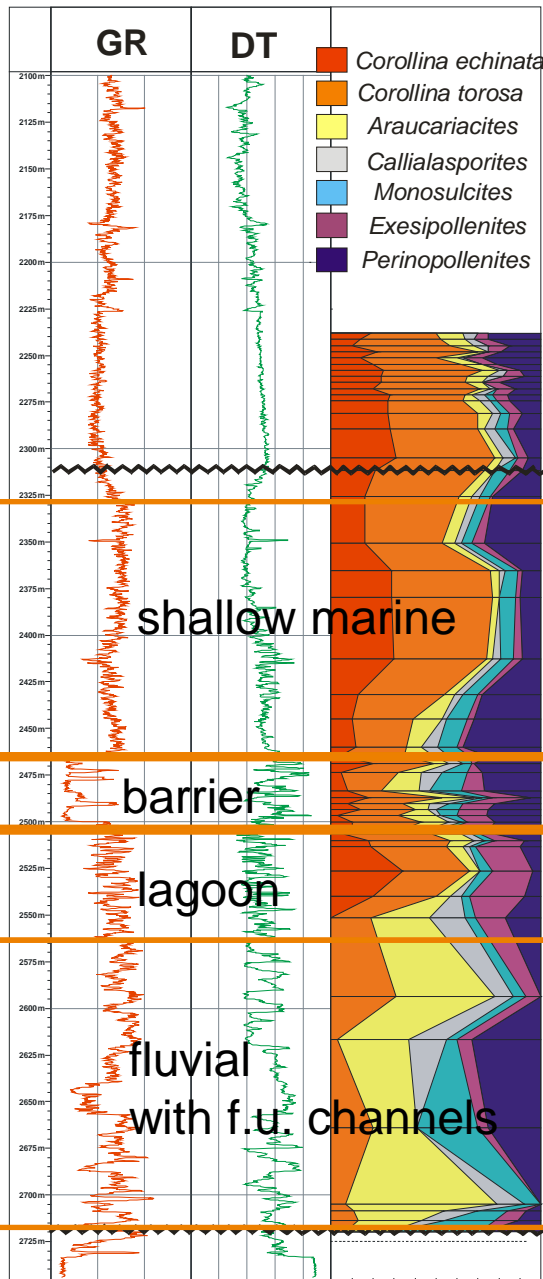 GR
DT
Corollina echinata
Corollina torosa
Araucariacites
Callialasporites
Monosulcites
Exesipollenites
Perinopollenites
2100m
2125m
2150m
2175m
2200m
2225m
2250m
2275m
2300m
2325m
2350m
2375m
2400m
shallow marine
2425m
2450m
2475m
barrier
2500m
2525m
lagoon
2550m
2575m
2600m
2625m
fluvial
2650m
with f.u. channels
2675m
2700m
2725m